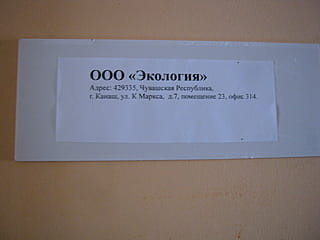 ООО «Экология»
Адрес: 429335, Чувашская Республика,
г. Канаш, ул. К Маркса, д.7, помещение 23, офис 314.